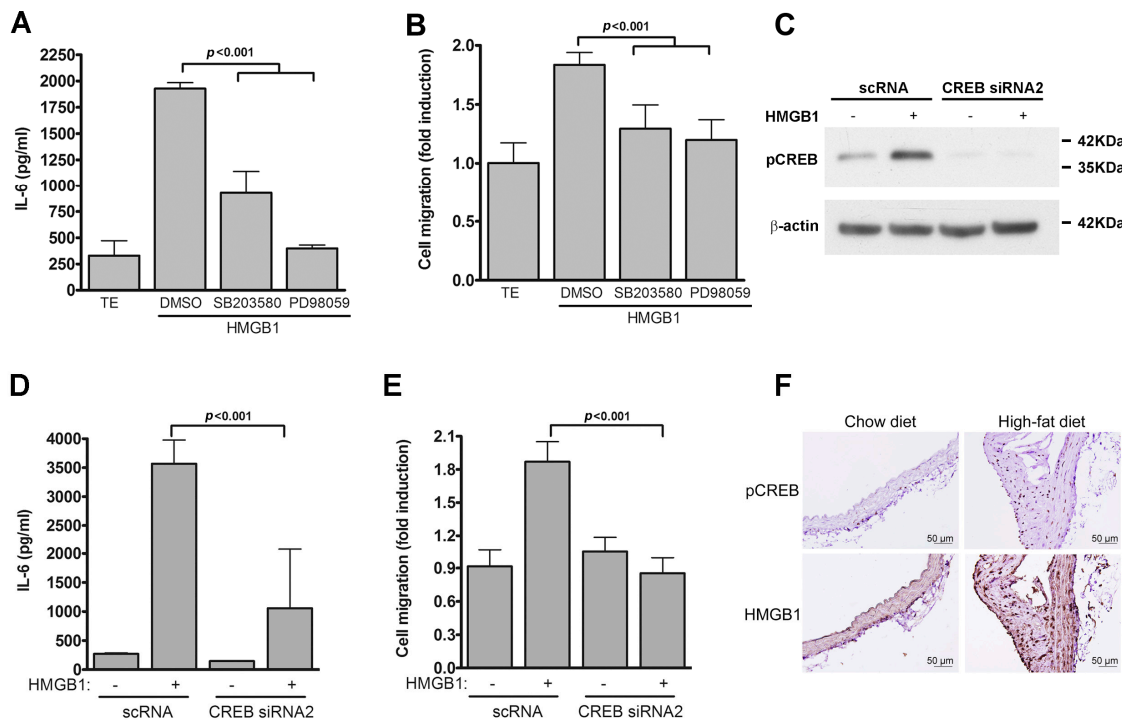 A
2250
2000
1750
1500
1250
1000
750
500
250
0
IL-6 (pg/ml)
p<0.001
TE
DMSO
SB203580
PD98059
HMGB1
B
2.0
1.5
1.0
0.5
0.0
Cell migration (fold induction)
p<0.001
TE
DMSO
SB203580
PD98059
HMGB1
C
scRNA
CREB siRNA2
HMGB1
-
+
-
+
pCREB
42KDa
35KDa
β-actin
42KDa
D
4000
3500
3000
2500
2000
1500
1000
500
0
IL-6 (pg/ml)
p<0.001
HMGB1:
-
+
-
+
scRNA
CREB siRNA2
E
2.1
1.8
1.5
1.2
0.9
0.6
0.3
0.0
Cell migration (fold induction)
p<0.001
HMGB1:
-
+
-
+
scRNA
CREB siRNA2
F
Chow diet
High-fat diet
pCREB
50 µm
50 µm
HMGB1
50 µm
50 µm